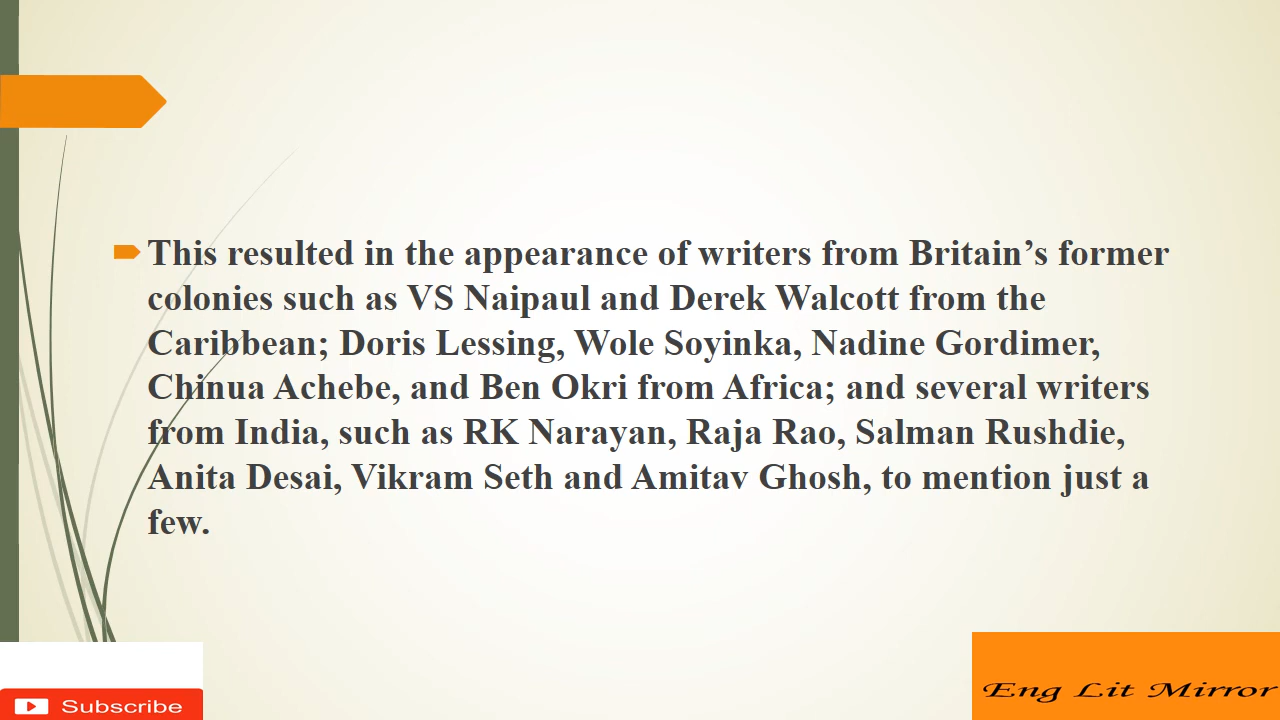 This resulted in the appearance of writers from Britain’s former
colonies such as VS Naipaul and Derek Walcott from the
Caribbean; Doris Lessing, Wole Soyinka, Nadine Gordimer,
Chinua Achebe, and Ben Okri from Africa; and several writers
from India, such as RK Narayan, Raja Rao, Salman Rushdie,
Anita Desai, Vikram Seth and Amitav Ghosh, to mention just a
few.
Subscribe
Eng Lit Mirror